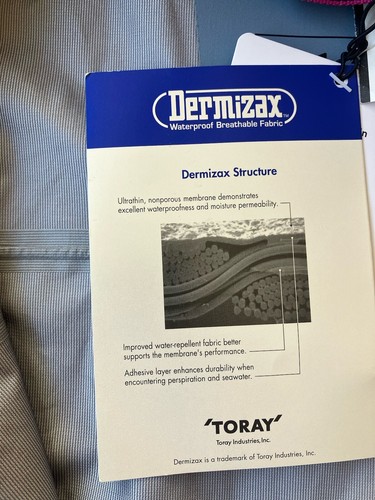 Dermizax™
Waterproof Breathable Fabric
Dermizax Structure
Ultrathin, nonporous membrane demonstrates
excellent waterproofness and moisture permeability.
Improved water-repellent fabric better
supports the membrane's performance.
Adhesive layer enhances durability when
encountering perspiration and seawater.
'TORAY'
Toray Industries, Inc.
Dermizax is a trademark of Toray Industries, Inc.